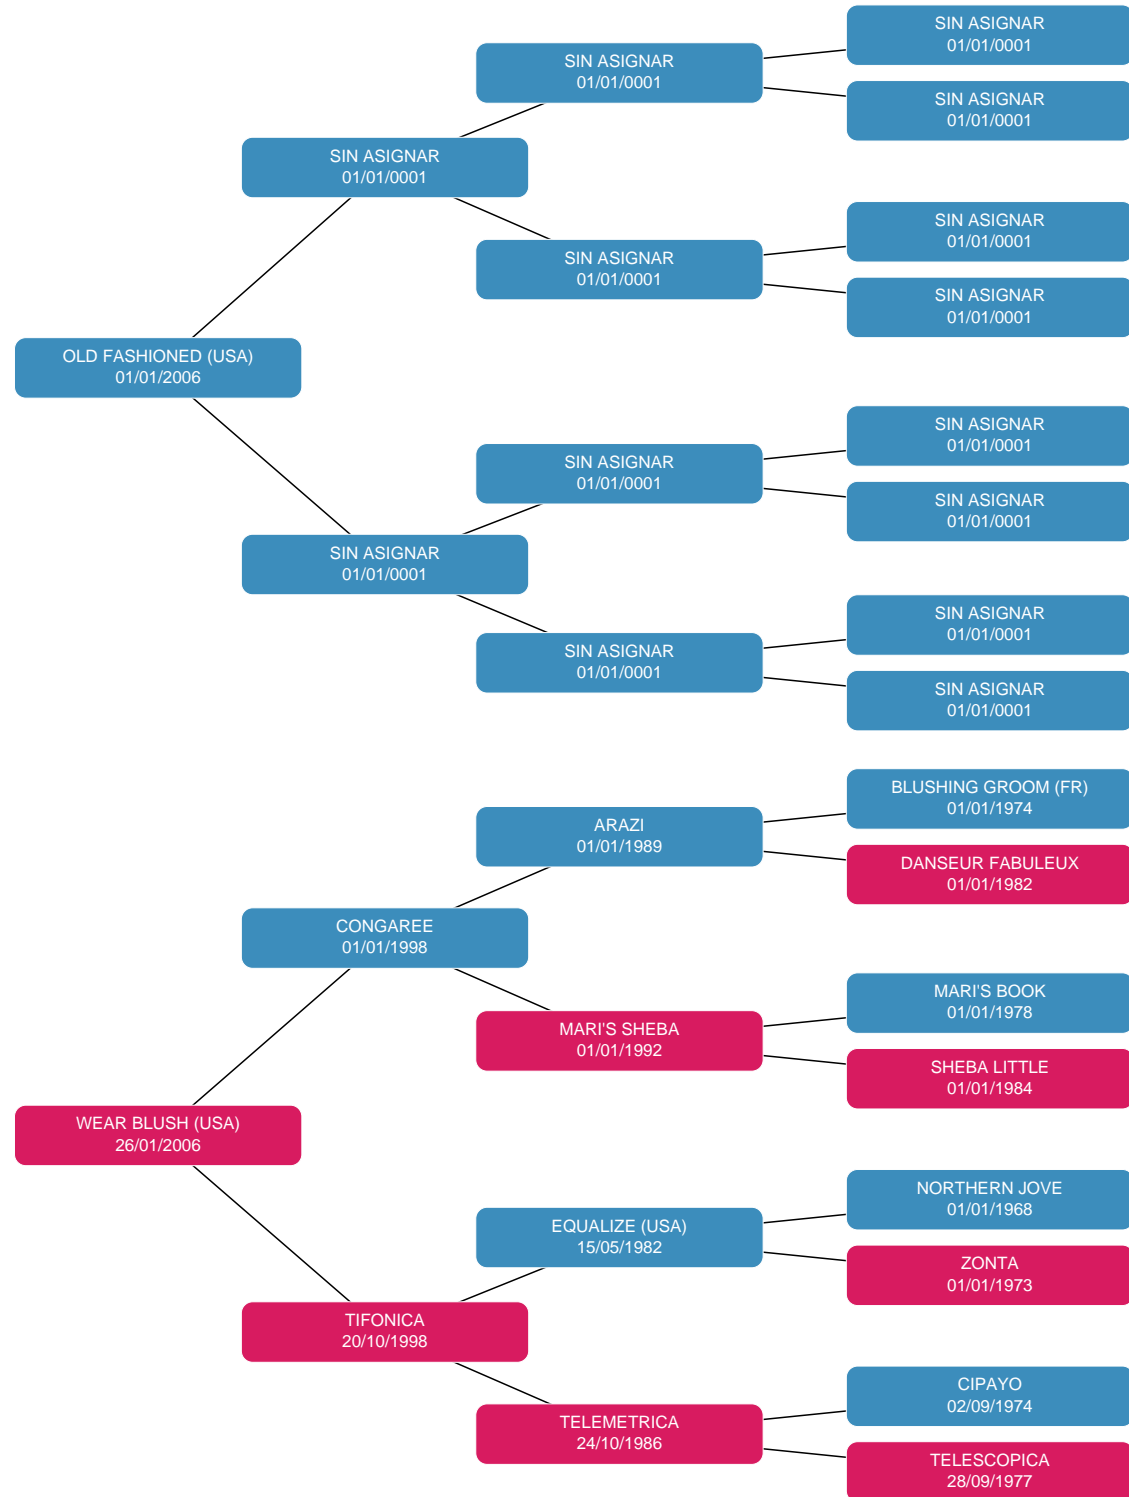 SIN ASIGNAR
01/01/0001
SIN ASIGNAR
01/01/0001
SIN ASIGNAR
01/01/0001
SIN ASIGNAR
01/01/0001
SIN ASIGNAR
01/01/0001
SIN ASIGNAR
01/01/0001
SIN ASIGNAR
01/01/0001
OLD FASHIONED (USA)
01/01/2006
SIN ASIGNAR
01/01/0001
SIN ASIGNAR
01/01/0001
SIN ASIGNAR
01/01/0001
SIN ASIGNAR
01/01/0001
SIN ASIGNAR
01/01/0001
SIN ASIGNAR
01/01/0001
SIN ASIGNAR
01/01/0001
BLUSHING GROOM (FR)
01/01/1974
ARAZI
01/01/1989
DANSEUR FABULEUX
01/01/1982
CONGAREE
01/01/1998
MARI'S BOOK
01/01/1978
MARI'S SHEBA
01/01/1992
SHEBA LITTLE
01/01/1984
WEAR BLUSH (USA)
26/01/2006
NORTHERN JOVE
01/01/1968
EQUALIZE (USA)
15/05/1982
ZONTA
01/01/1973
TIFONICA
20/10/1998
CIPAYO
02/09/1974
TELEMETRICA
24/10/1986
TELESCOPICA
28/09/1977